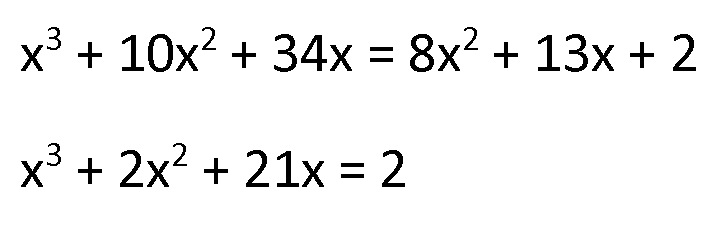 x³ + 10x² + 34x = 8x² + 13x + 2
x³ + 2x² + 21x = 2